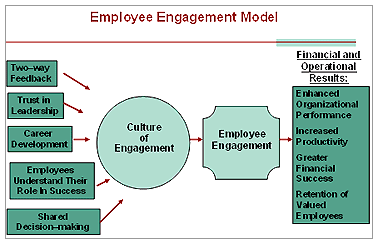 Employee Engagement Model
Two–way
Feedback
Trust in
Leadership
Career
Development
Employees
Understand Their
Role In Success
Shared
Decision–making
Culture
of
Engagement
Employee
Engagement
Financial and
Operational
Results:
Enhanced
Organizational
Performance
Increased
Productivity
Greater
Financial
Success
Retention of
Valued
Employees